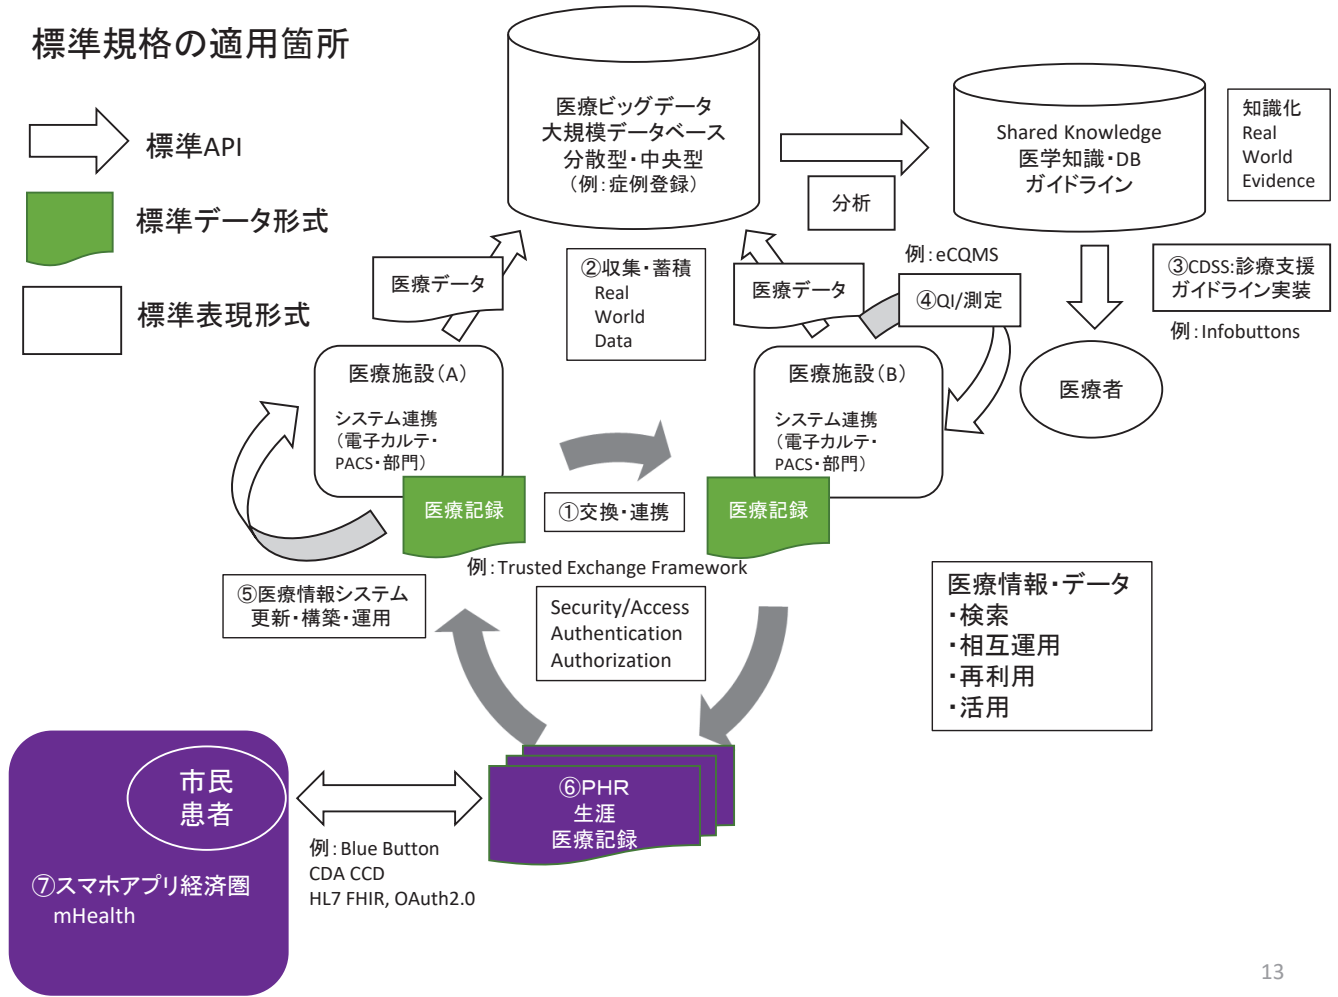 標準規格の適用箇所
標準API
標準データ形式
標準表現形式
医療ビッグデータ
大規模データベース
分散型・中央型
（例：症例登録）
分析
Shared Knowledge
医学知識・DB
ガイドライン
知識化
Real
World
Evidence
医療データ
②収集・蓄積
Real
World
Data
医療データ
例：eCQMS
④QI/測定
③CDSS:診療支援
ガイドライン実装
例：Infobuttons
医療者
医療施設（A）
システム連携
（電子カルテ・
PACS・部門）
医療記録
①交換・連携
医療施設（B）
システム連携
（電子カルテ・
PACS・部門）
医療記録
例：Trusted Exchange Framework
Security/Access
Authentication
Authorization
⑤医療情報システム
更新・構築・運用
医療情報・データ
・検索
・相互運用
・再利用
・活用
市民
患者
⑦スマホアプリ経済圏
mHealth
例：Blue Button
CDA CCD
HL7 FHIR, OAuth2.0
⑥PHR
生涯
医療記録
13